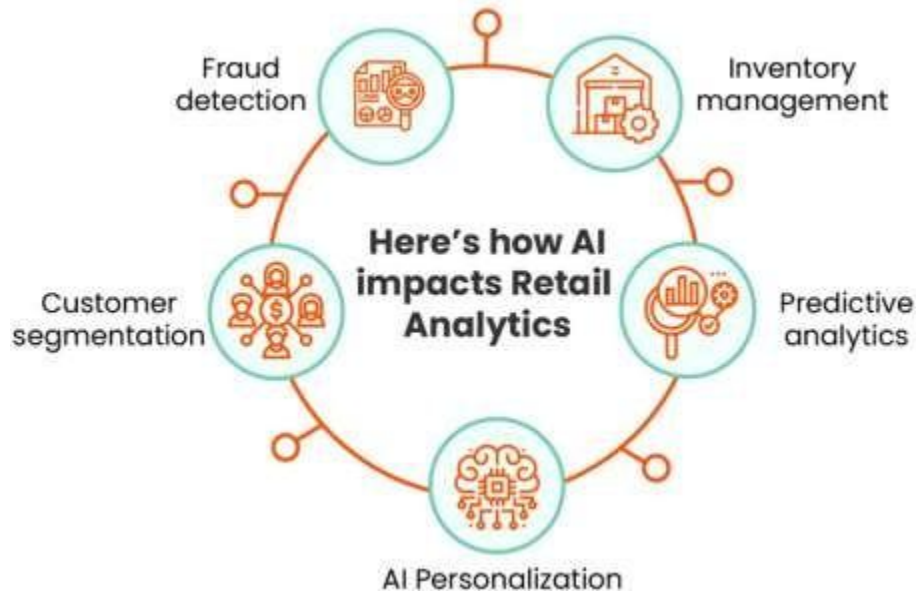 Fraud
detection
Inventory
management
Here's how AI
impacts Retail
Analytics
Customer
segmentation
Predictive
analytics
AI Personalization